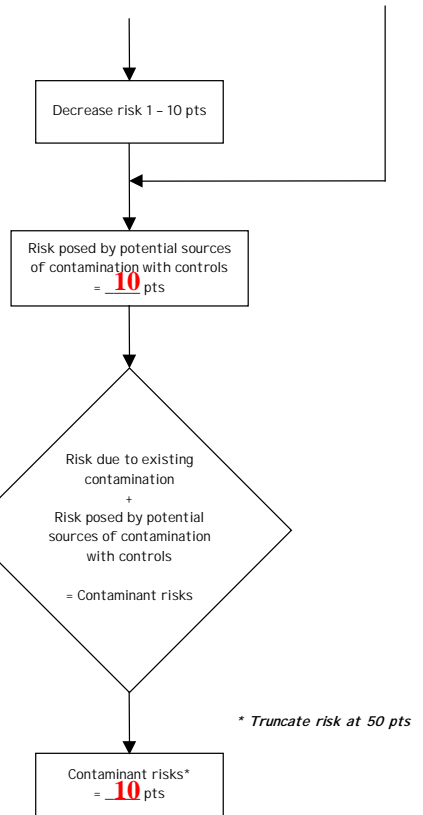 Decrease risk 1 – 10 pts
Risk posed by potential sources
of contamination with controls
= 10 pts
Risk due to existing
contamination
+
Risk posed by potential
sources of contamination
with controls
= Contaminant risks
* Truncate risk at 50 pts
Contaminant risks*
= 10 pts